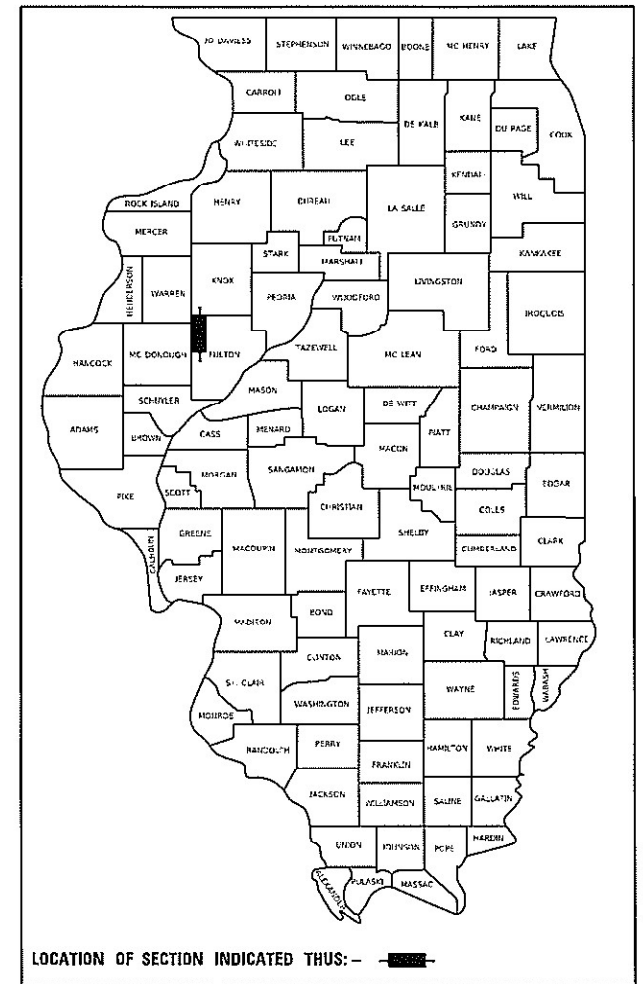 JO DAVIESS STEPHENSON WINNEBAGO BOONE MC HENRY LAKE
CARROLL OGLE DE KALB KANE DU PAGE COOK
WHITESIDE LEE KENDALL WILL
ROCK ISLAND HENRY BUREAU LA SALLE GRUNDY
MERCER PUTNAM KANKAKEE
STARK MARSHALL
HENDERSON WARREN KNOX PEORIA WOODFORD LIVINGSTON IROQUOIS
HANCOCK MC DONOUGH FULTON TAZEWELL MC LEAN FORD
SCHUYLER MASON LOGAN DE WITT CHAMPAIGN VERMILION
ADAMS BROWN CASS MENARD MACON PIATT
PIKE SCOTT MORGAN SANGAMON MOULTRIE DOUGLAS EDGAR
CHRISTIAN COLES
CALHOUN GREENE MACOUPIN MONTGOMERY SHELBY CUMBERLAND CLARK
JERSEY FAYETTE EFFINGHAM JASPER CRAWFORD
MADISON BOND CLAY RICHLAND LAWRENCE
CLINTON MARION
ST. CLAIR WAYNE EDWARDS WABASH
MONROE WASHINGTON JEFFERSON
RANDOLPH PERRY HAMILTON WHITE
FRANKLIN
JACKSON WILLIAMSON SALINE GALLATIN
UNION JOHNSON POPE HARDIN
ALEXANDER PULASKI MASSAC
LOCATION OF SECTION INDICATED THUS: –